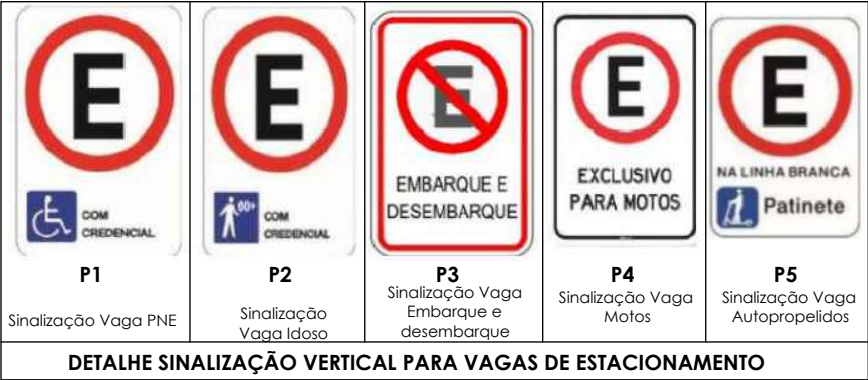 E
COM
CREDENCIAL
P1
Sinalização Vaga PNE
E
60+
COM
CREDENCIAL
P2
Sinalização
Vaga Idoso
E
EMBARQUE E
DESEMBARQUE
P3
Sinalização Vaga
Embarque e
desembarque
E
EXCLUSIVO
PARA MOTOS
P4
Sinalização Vaga
Motos
E
NA LINHA BRANCA
Patinete
P5
Sinalização Vaga
Autopropelidos
DETALHE SINALIZAÇÃO VERTICAL PARA VAGAS DE ESTACIONAMENTO